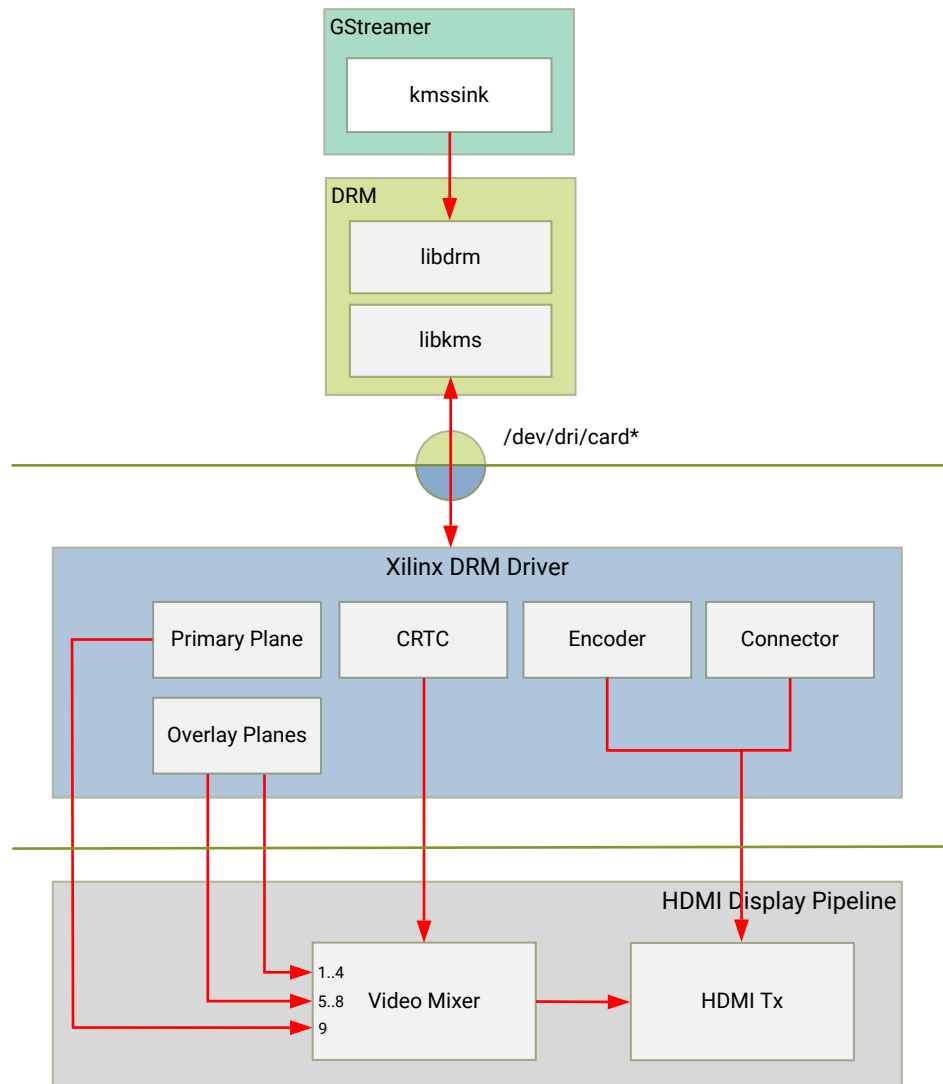 GStreamer
kmssink
DRM
libdrm
libkms
/dev/dri/card*
Xilinx DRM Driver
Primary Plane
CRTC
Encoder
Connector
Overlay Planes
HDMI Display Pipeline
1..4
5..8
9
Video Mixer
HDMI Tx